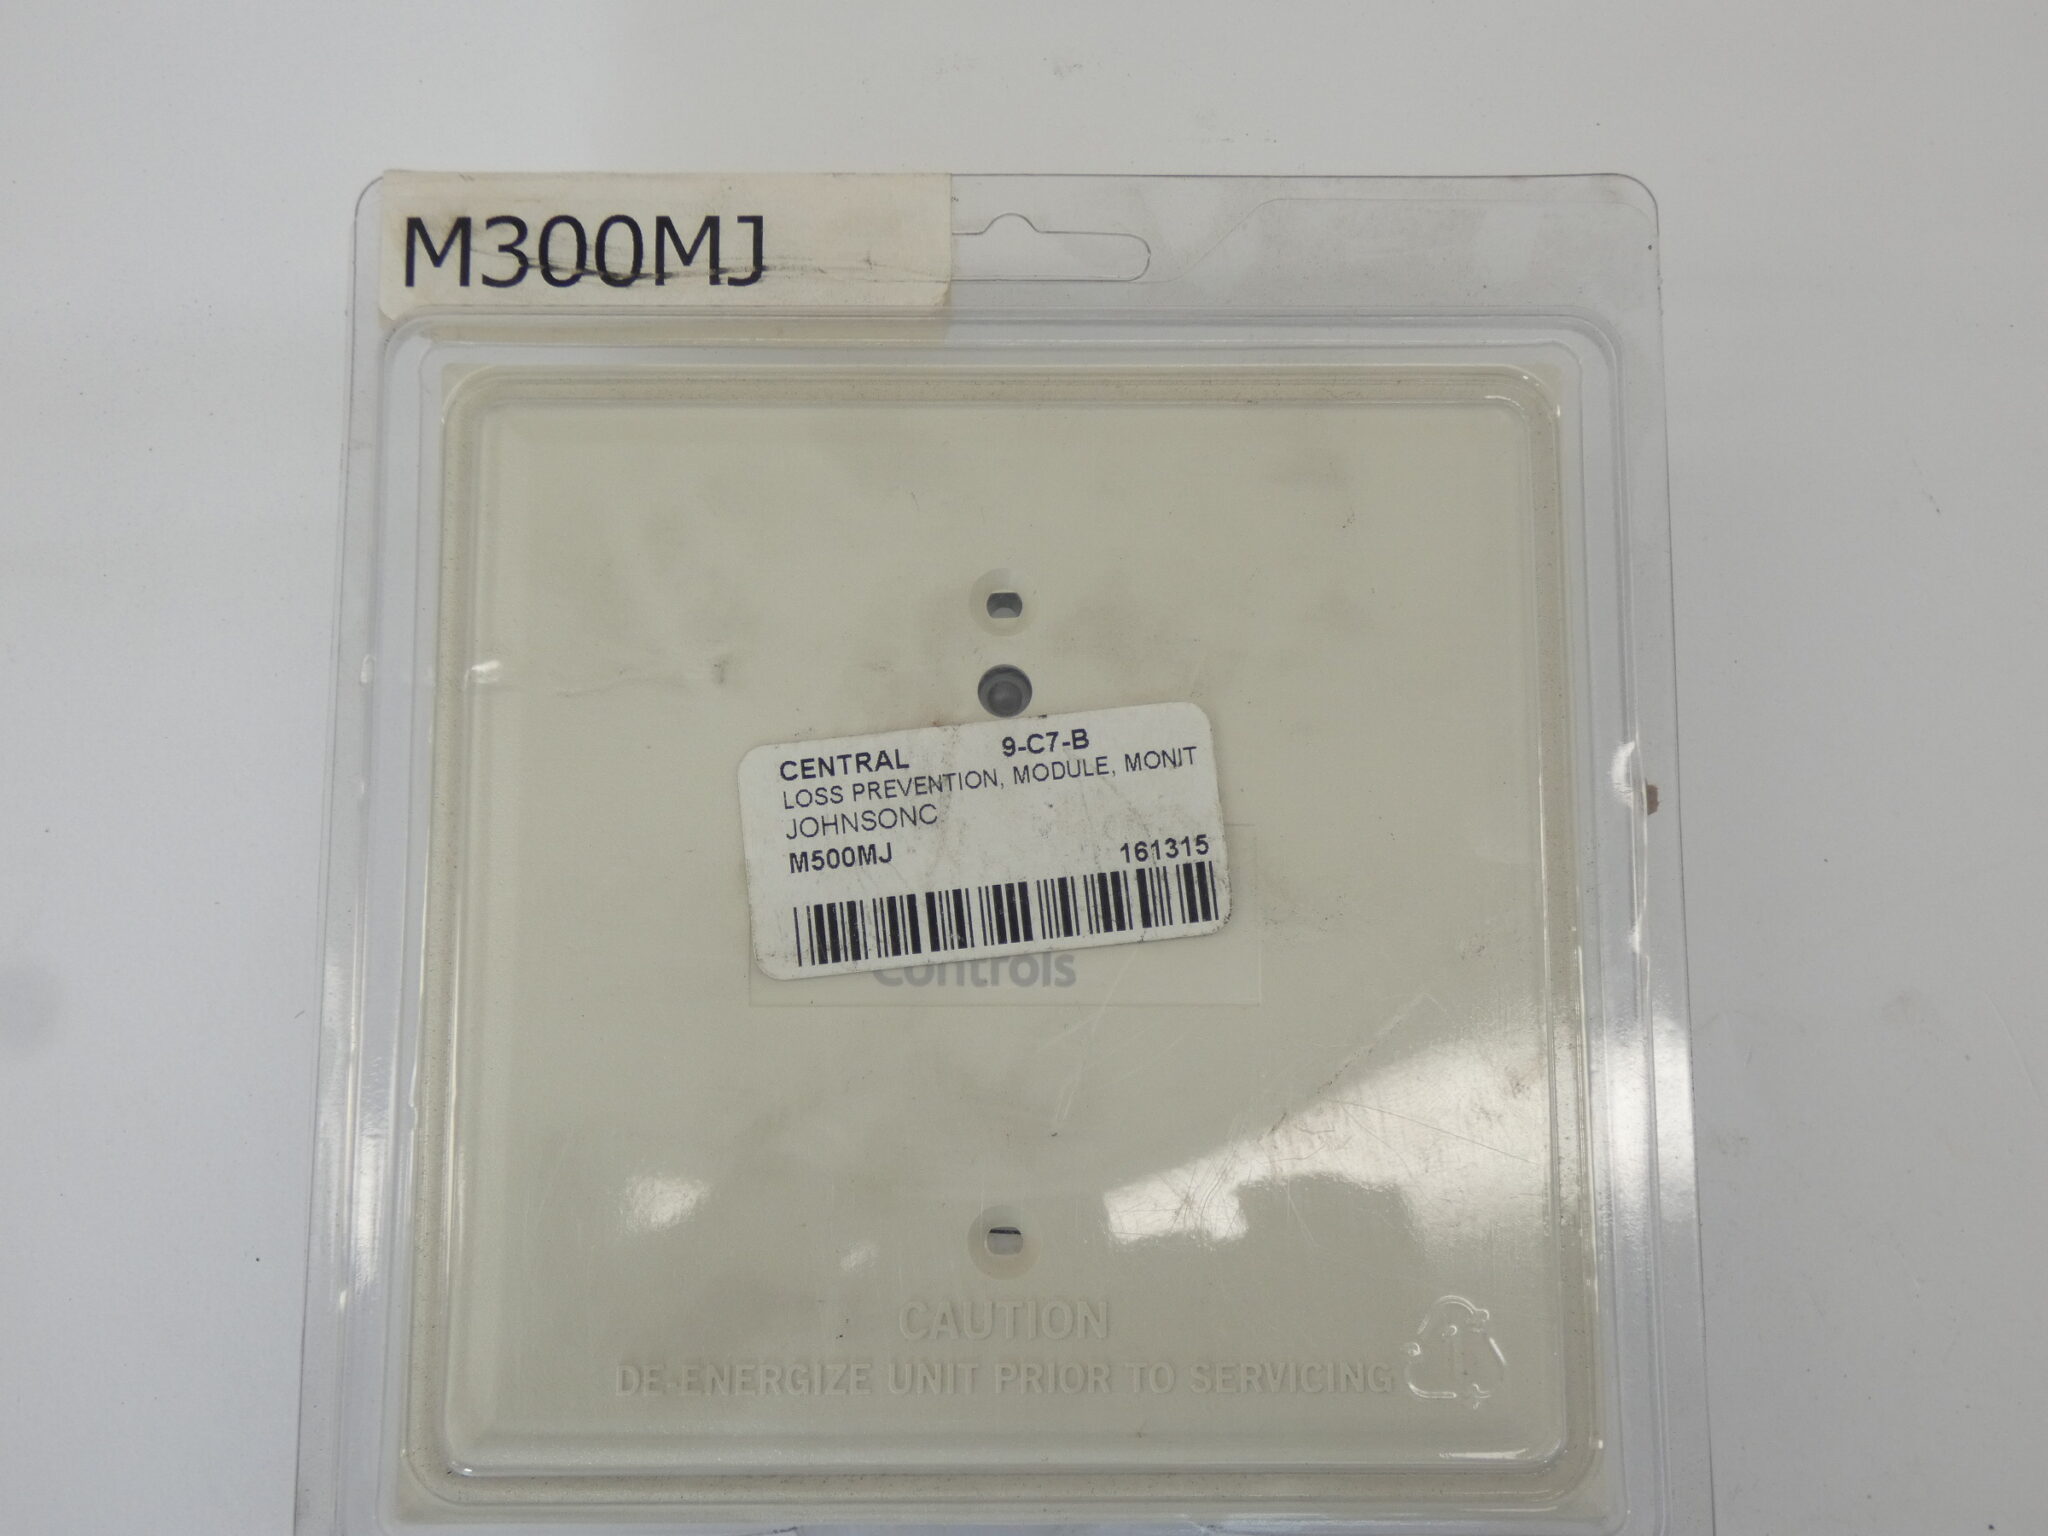 M300MJ
CENTRAL 9-C7-B
LOSS PREVENTION, MODULE, MONIT
JOHNSONC
M500MJ 161315
Controls
CAUTION
DE-ENERGIZE UNIT PRIOR TO SERVICING
1